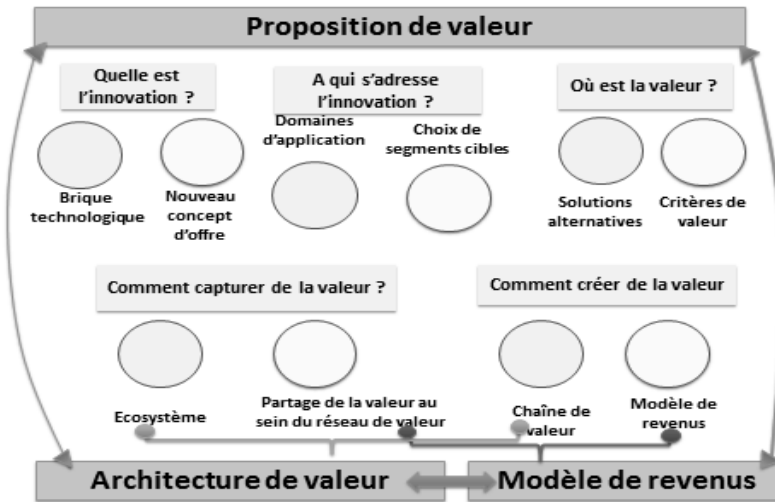 Proposition de valeur
Quelle est
l'innovation ?
A qui s'adresse
l'innovation ?
Où est la valeur ?
Domaines
d'application
Choix de
segments cibles
Brique
technologique
Nouveau
concept
d'offre
Solutions
alternatives
Critères de
valeur
Comment capturer de la valeur ?
Comment créer de la valeur
Ecosystème
Partage de la valeur au
sein du réseau de valeur
Chaîne de
valeur
Modèle de
revenus
Architecture de valeur
Modèle de revenus